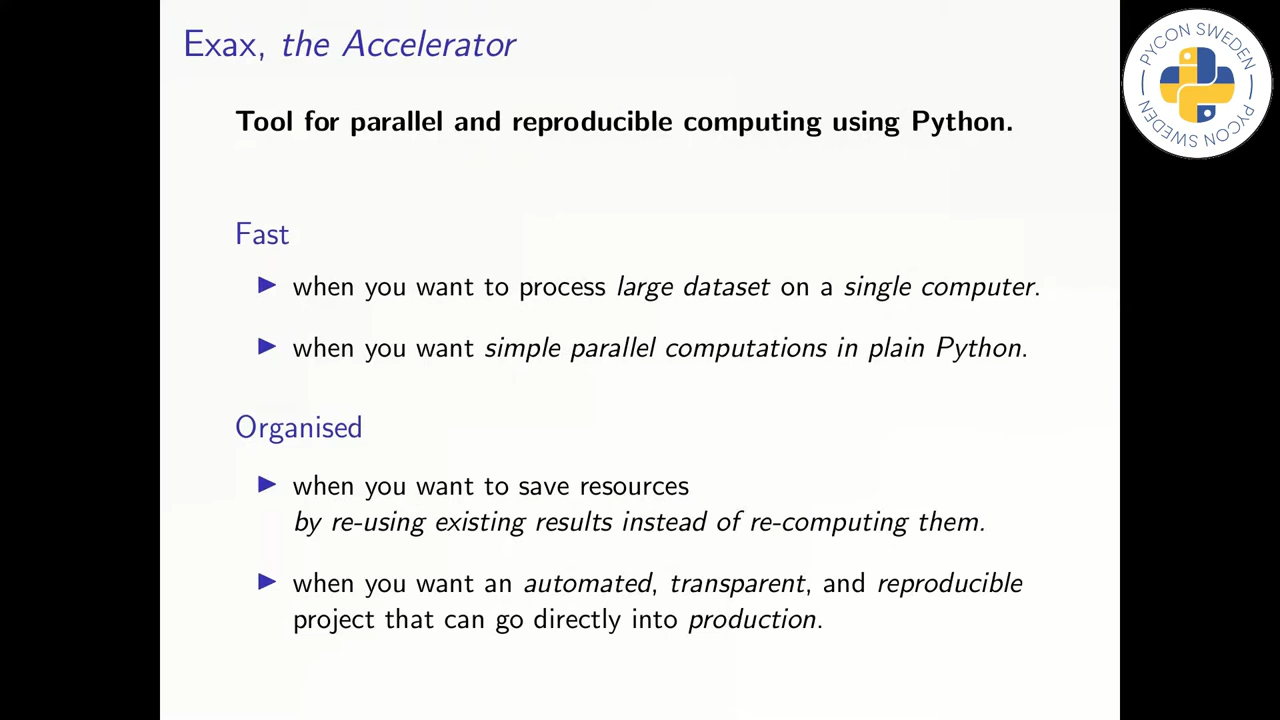 Exax, the Accelerator
Tool for parallel and reproducible computing using Python.
Fast
▶ when you want to process large dataset on a single computer.
▶ when you want simple parallel computations in plain Python.
Organised
▶ when you want to save resources
by re-using existing results instead of re-computing them.
▶ when you want an automated, transparent, and reproducible
project that can go directly into production.
PYCON SWEDEN
PYCON SWEDEN